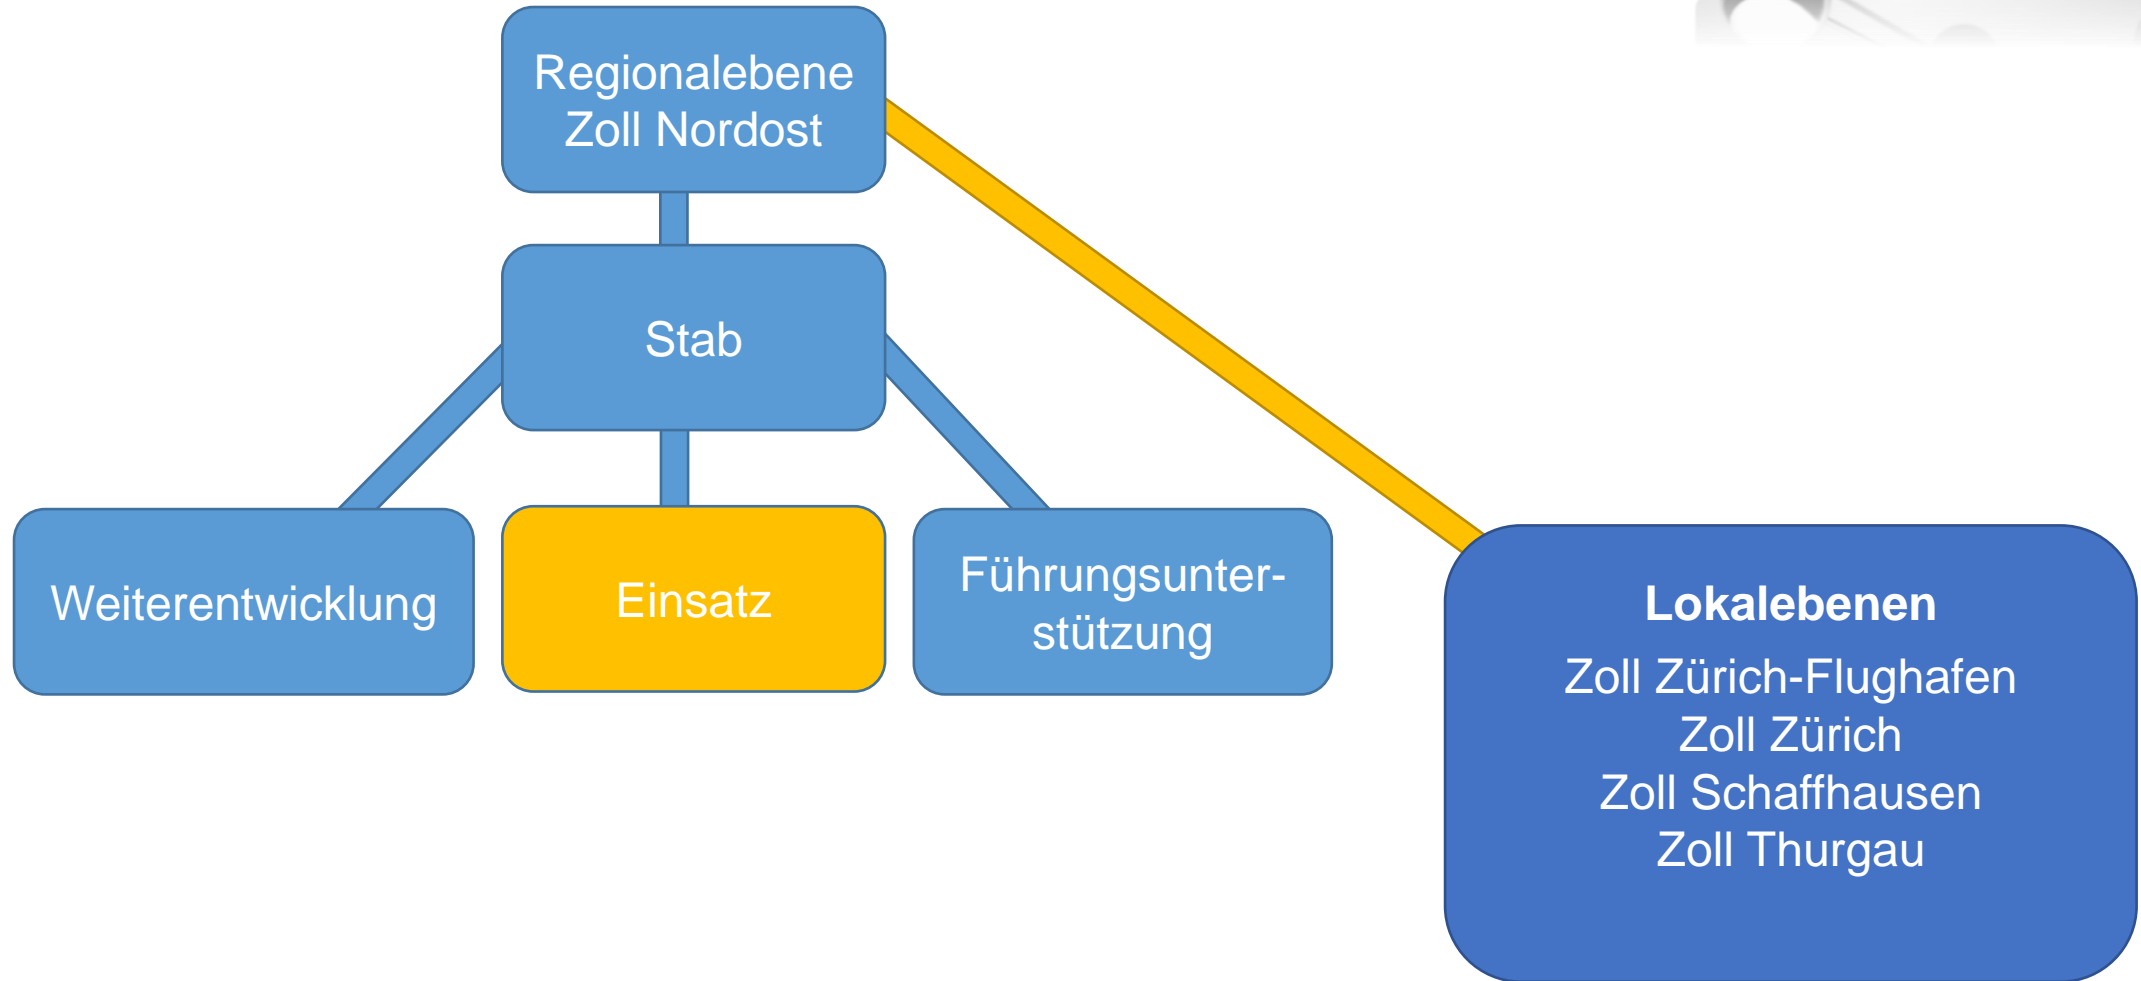 Regionalebene
Zoll Nordost
Stab
Weiterentwicklung
Einsatz
Führungsunter-
stützung
Lokalebenen
Zoll Zürich-Flughafen
Zoll Zürich
Zoll Schaffhausen
Zoll Thurgau